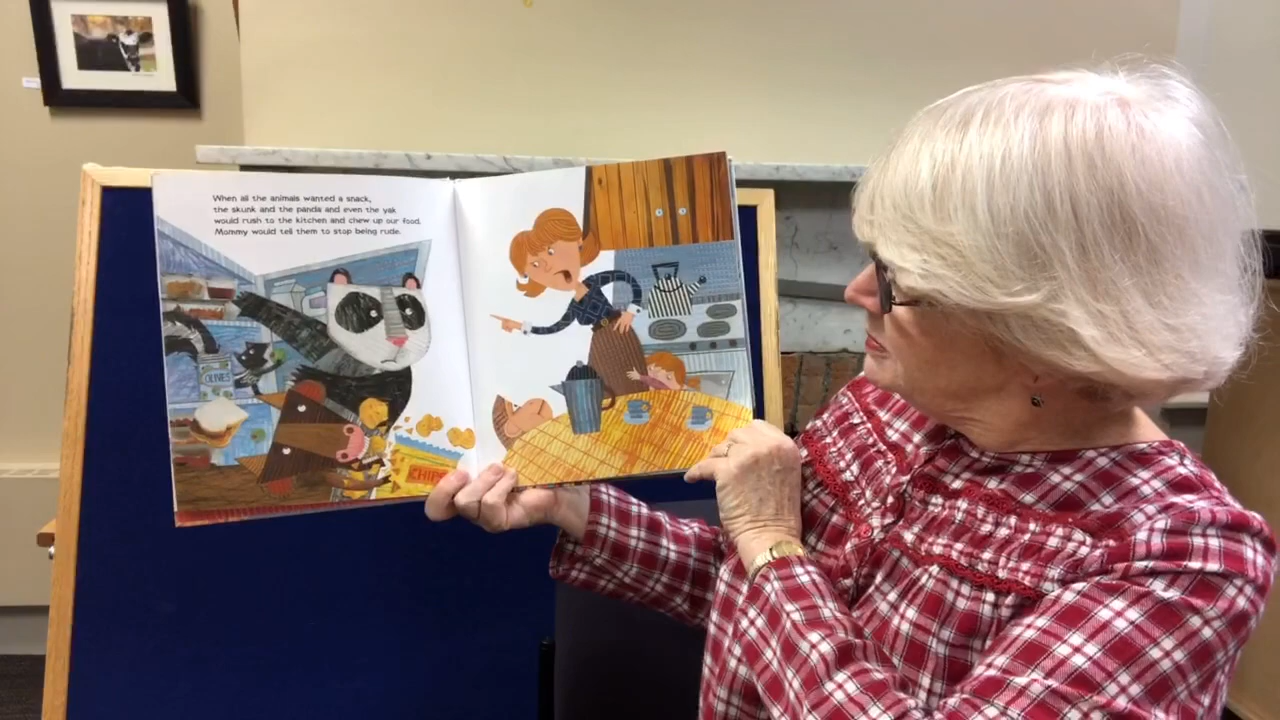 When all the animals wanted a snack,
the skunk and the panda and even the yak
would rush to the kitchen and chew up our food.
Mommy would tell them to stop being rude.
OLIVES
CHIPS